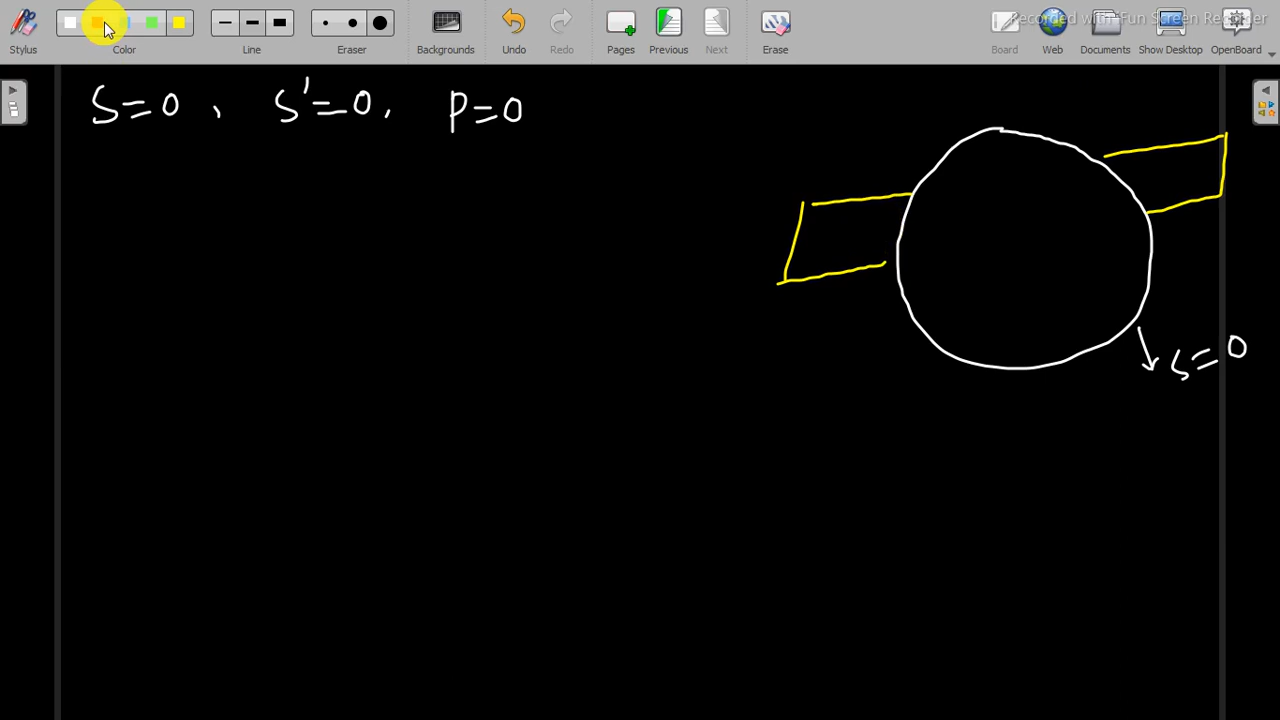 Recorded with iFun Screen Recorder
Stylus Color Line Eraser Backgrounds Undo Redo Pages Previous Next Erase Board Web Documents Show Desktop OpenBoard
S=0 , S'=0, P=0
S=0